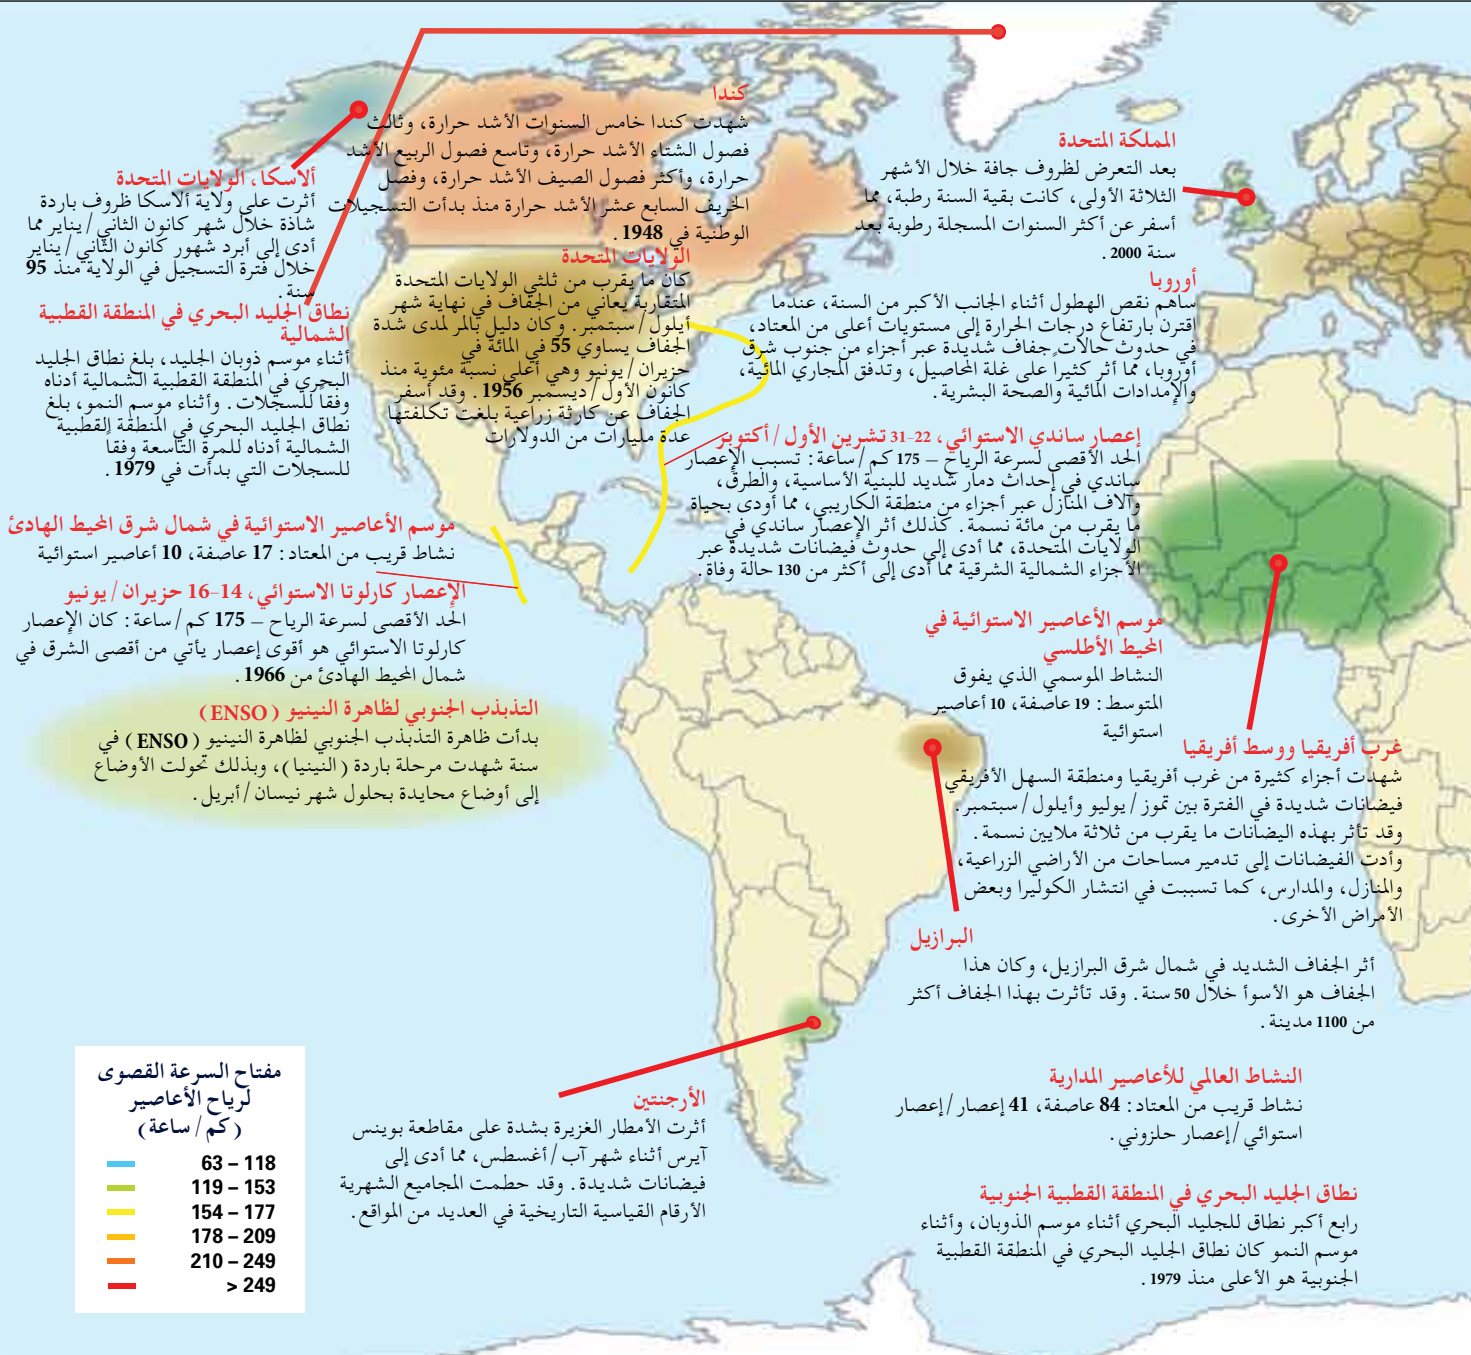 كندا
شهدت كندا خامس السنوات الأشد حرارة، وثالث
فصول الشتاء الأشد حرارة، وتاسع فصول الربيع الأشد
حرارة، وأكثر فصول الصيف الأشد حرارة، وفصل
الخريف السابع عشر الأشد حرارة منذ بدأت التسجيلات
الوطنية في 1948.
المملكة المتحدة
بعد التعرض لظروف جافة خلال الأشهر
الثلاثة الأولى، كانت بقية السنة رطبة، مما
أسفر عن أكثر السنوات المسجلة رطوبة بعد
سنة 2000.
ألاسكا، الولايات المتحدة
أثرت على ولاية ألاسكا ظروف باردة
شاذة خلال شهر كانون الثاني/يناير مما
أدى إلى أبرد شهور كانون الثاني/يناير
خلال فترة التسجيل في الولاية منذ 95
سنة.
الولايات المتحدة
كان ما يقرب من ثلثي الولايات المتحدة
المتقاربة يعاني من الجفاف في نهاية شهر
أيلول/سبتمبر. وكان دليل بالمر لمدى شدة
الجفاف يساوي 55 في المائة في
حزيران/يونيو وهي أعلى نسبة مئوية منذ
كانون الأول/ديسمبر 1956. وقد أسفر
الجفاف عن كارثة زراعية بلغت تكلفتها
عدة مليارات من الدولارات
أوروبا
ساهم نقص الهطول أثناء الجانب الأكبر من السنة، عندما
اقترن بارتفاع درجات الحرارة إلى مستويات أعلى من المعتاد،
في حدوث حالات جفاف شديدة عبر أجزاء من جنوب شرق
أوروبا، مما أثر كثيراً على غلة المحاصيل، وتدفق المجاري المائية،
والإمدادات المائية والصحة البشرية.
نطاق الجليد البحري في المنطقة القطبية
الشمالية
أثناء موسم ذوبان الجليد، بلغ نطاق الجليد
البحري في المنطقة القطبية الشمالية أدناه
وفقاً للسجلات. وأثناء موسم النمو، بلغ
نطاق الجليد البحري في المنطقة القطبية
الشمالية أدناه للمرة التاسعة وفقاً
للسجلات التي بدأت في 1979.
إعصار ساندي الاستوائي، 22-31 تشرين الأول/أكتوبر
الحد الأقصى لسرعة الرياح – 175 كم/ساعة: تسبب الإعصار
ساندي في إحداث دمار شديد للبنية الأساسية، والطرق،
وآلاف المنازل عبر أجزاء من منطقة الكاريبي، مما أودى بحياة
ما يقرب من مائة نسمة. كذلك أثر الإعصار ساندي في
الولايات المتحدة، مما أدى إلى حدوث فيضانات شديدة عبر
الأجزاء الشمالية الشرقية مما أدى إلى أكثر من 130 حالة وفاة.
موسم الأعاصير الاستوائية في شمال شرق المحيط الهادئ
نشاط قريب من المعتاد: 17 عاصفة، 10 أعاصير استوائية
الإعصار كارلوتا الاستوائي، 14–16 حزيران/يونيو
الحد الأقصى لسرعة الرياح – 175 كم/ساعة: كان الإعصار
كارلوتا الاستوائي هو أقوى إعصار يأتي من أقصى الشرق في
شمال المحيط الهادئ من 1966.
موسم الأعاصير الاستوائية في
المحيط الأطلسي
النشاط الموسمي الذي يفوق
المتوسط: 19 عاصفة، 10 أعاصير
استوائية
التذبذب الجنوبي لظاهرة النينيو (ENSO)
بدأت ظاهرة التذبذب الجنوبي لظاهرة النينيو (ENSO) في
سنة شهدت مرحلة باردة (النينيا)، وبذلك تحولت الأوضاع
إلى أوضاع محايدة بحلول شهر نيسان/أبريل.
غرب أفريقيا ووسط أفريقيا
شهدت أجزاء كثيرة من غرب أفريقيا ومنطقة السهل الأفريقي
فيضانات شديدة في الفترة بين تموز/يوليو وأيلول/سبتمبر.
وقد تأثر بهذه اليضانات ما يقرب من ثلاثة ملايين نسمة.
وأدت الفيضانات إلى تدمير مساحات من الأراضي الزراعية،
والمنازل، والمدارس، كما تسببت في انتشار الكوليرا وبعض
الأمراض الأخرى.
البرازيل
أثر الجفاف الشديد في شمال شرق البرازيل، وكان هذا
الجفاف هو الأسوأ خلال 50 سنة. وقد تأثرت بهذا الجفاف أكثر
من 1100 مدينة.
النشاط العالمي للأعاصير المدارية
نشاط قريب من المعتاد: 84 عاصفة، 41 إعصار/إعصار
استوائي/إعصار حلزوني.
الأرجنتين
أثرت الأمطار الغزيرة بشدة على مقاطعة بوينس
آيرس أثناء شهر آب/أغسطس، مما أدى إلى
فيضانات شديدة. وقد حطمت المجاميع الشهرية
الأرقام القياسية التاريخية في العديد من المواقع.
نطاق الجليد البحري في المنطقة القطبية الجنوبية
رابع أكبر نطاق للجليد البحري أثناء موسم الذوبان، وأثناء
موسم النمو كان نطاق الجليد البحري في المنطقة القطبية
الجنوبية هو الأعلى منذ 1979.
مفتاح السرعة القصوى
لرياح الأعاصير
(كم/ساعة)
63 – 118
119 – 153
154 – 177
178 – 209
210 – 249
> 249